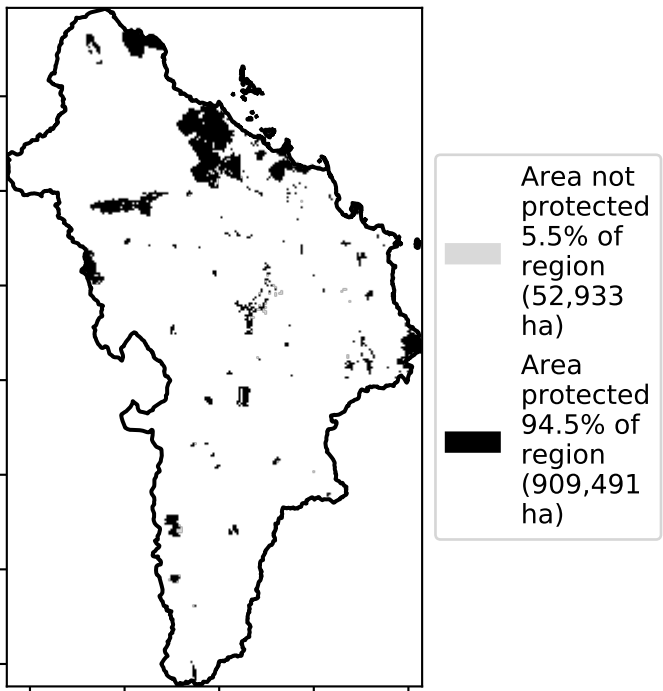 Area not
protected
5.5% of
region
(52,933
ha)
Area
protected
94.5% of
region
(909,491
ha)